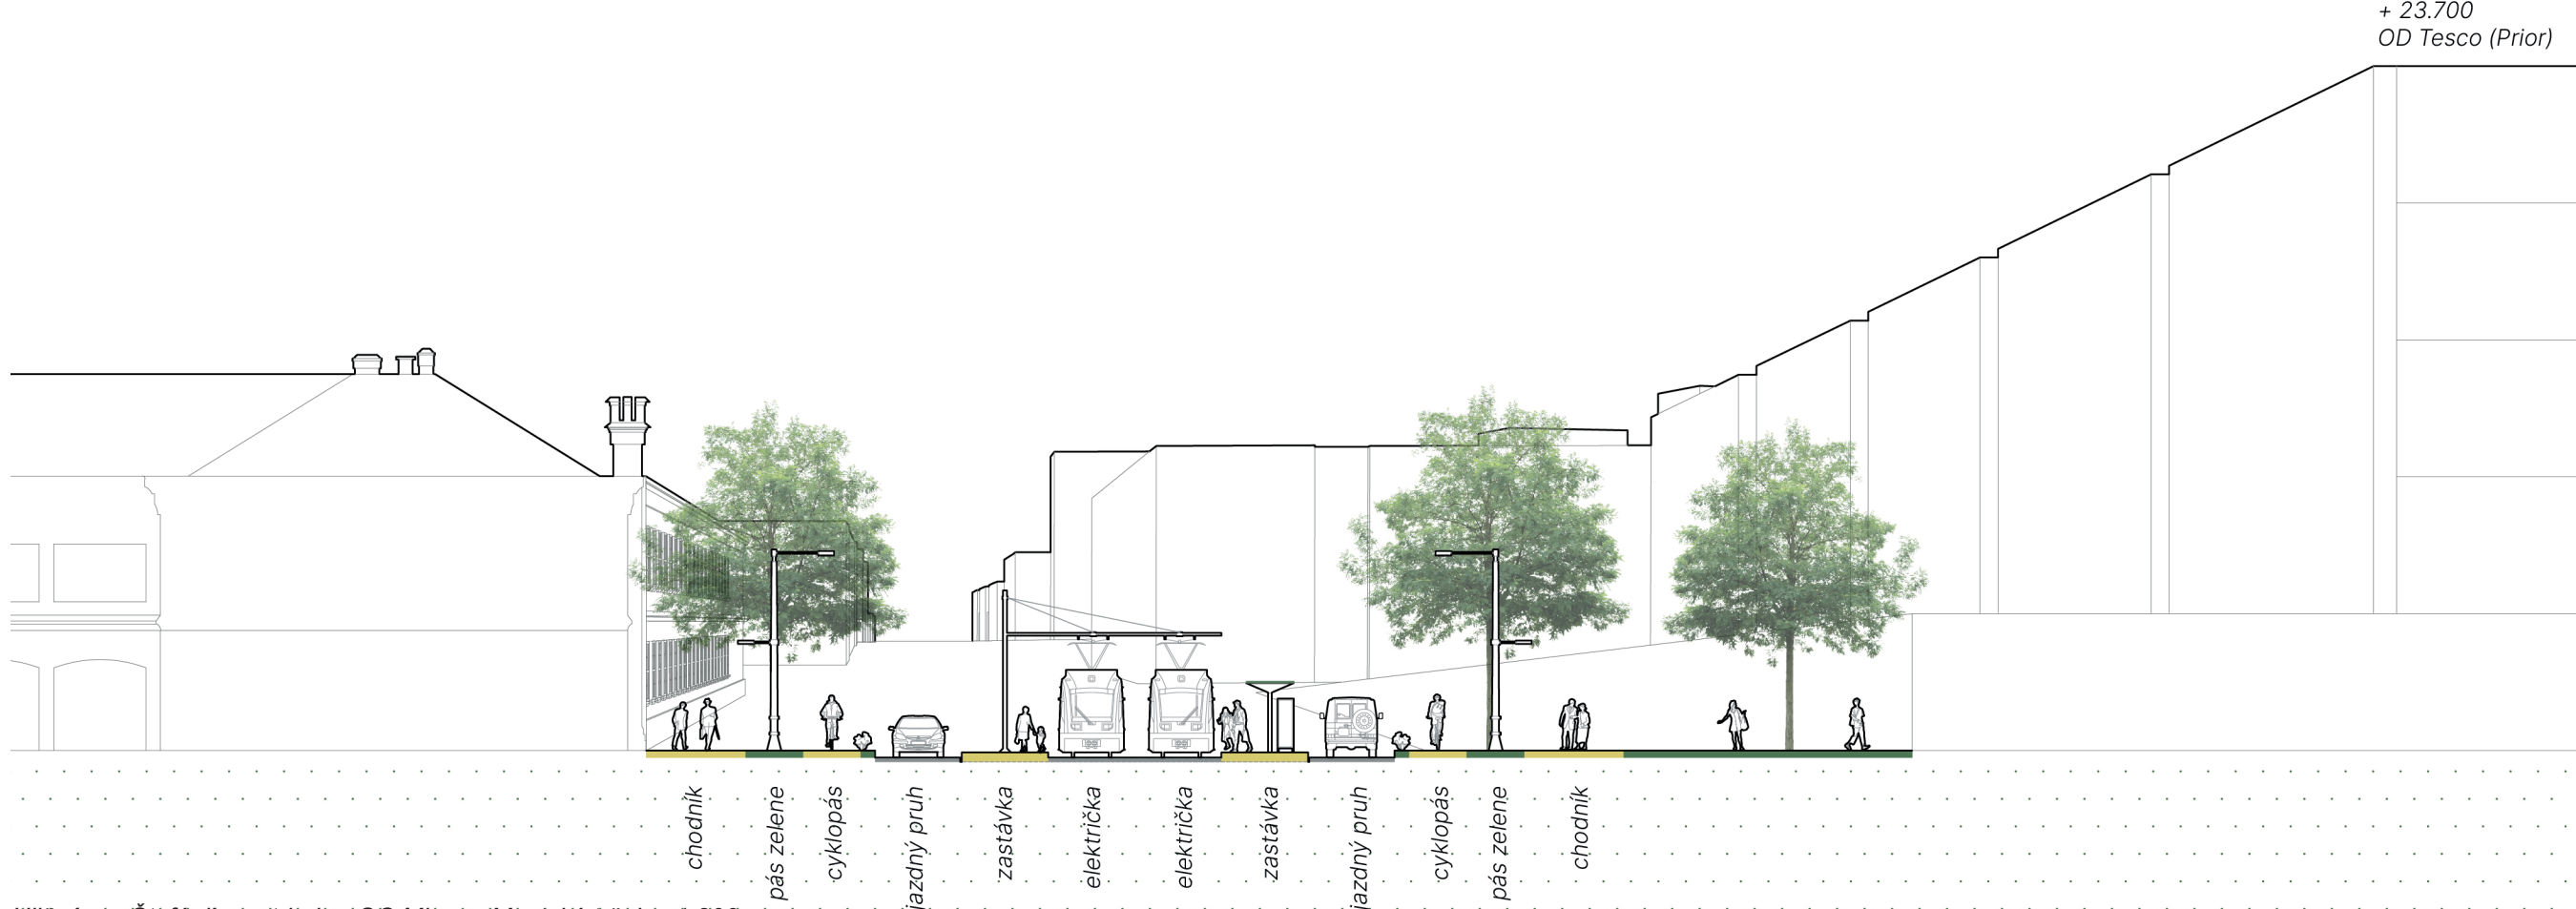 + 23.700
OD Tesco (Prior)
chodník
pás zelene
cyklopás
jazdný pruh
zastávka
električka
električka
zastávka
jazdný pruh
cyklopás
pás zelene
chodník